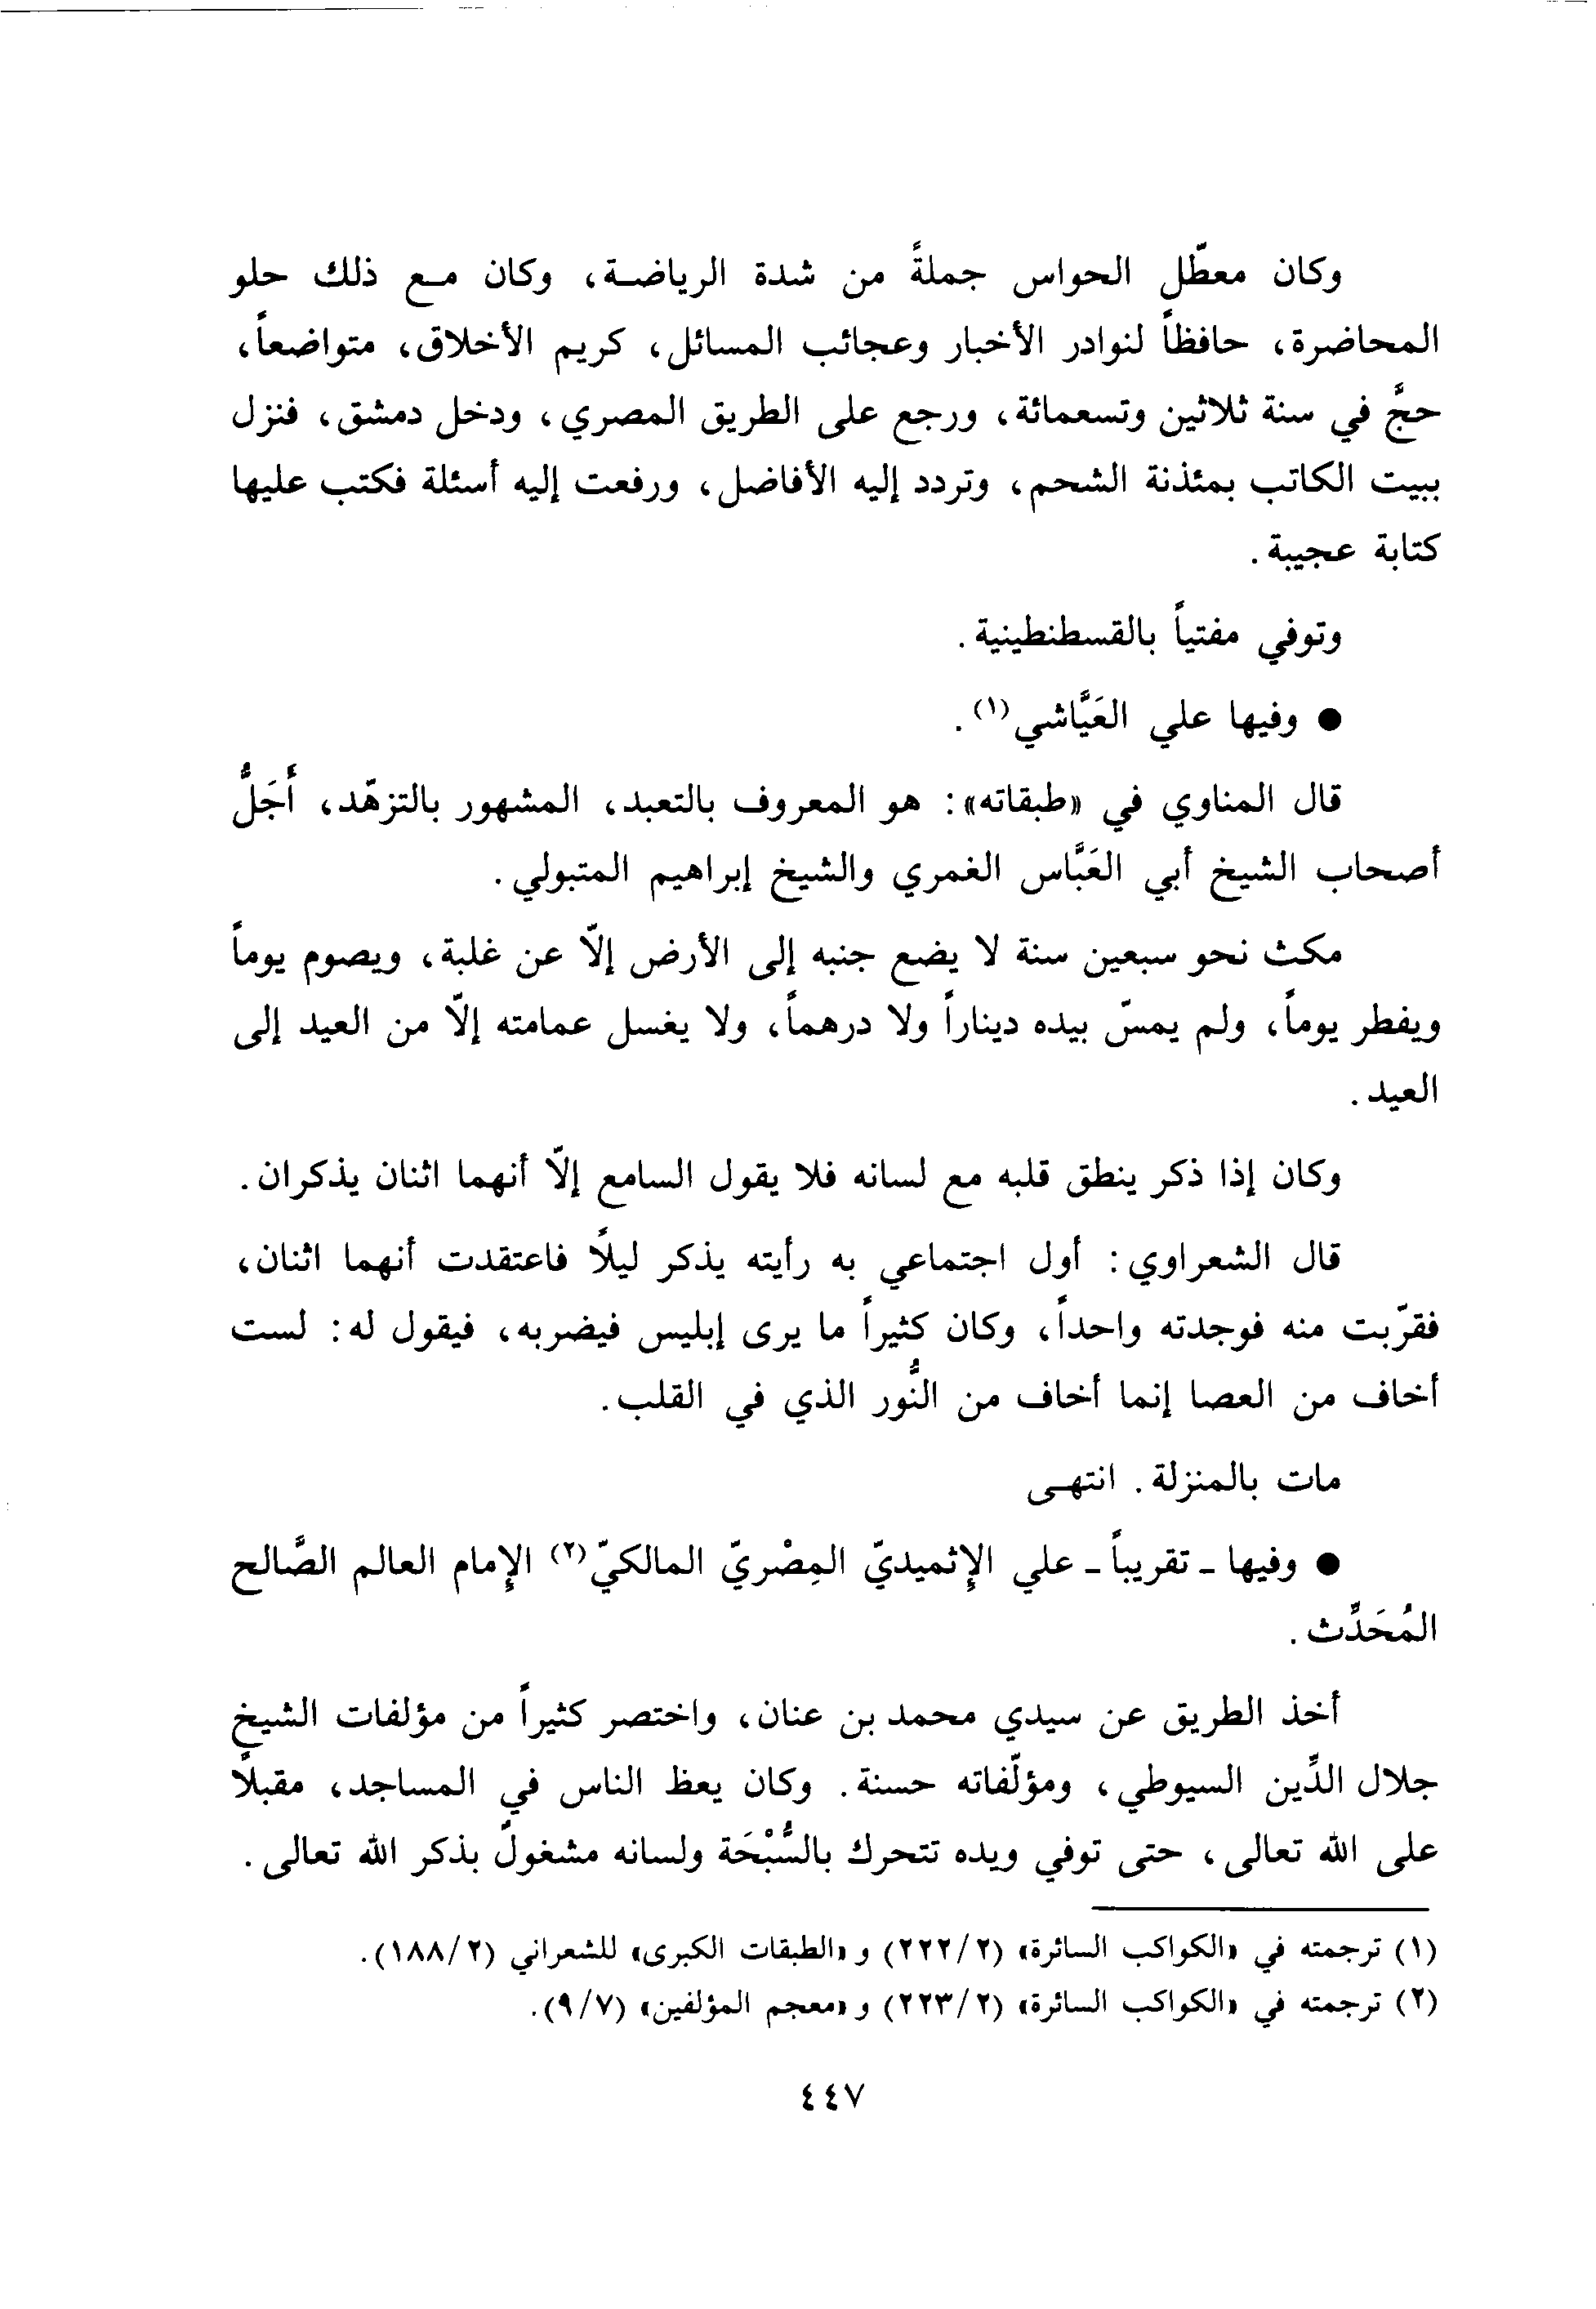 وكان معطّل الحواس جملةً من شدة الرياضة، وكان مع ذلك حلو
المحاضرة، حافظاً لنوادر الأخبار وعجائب المسائل، كريم الأخلاق، متواضعاً،
حجَّ في سنة ثلاثين وتسعمائة، ورجع على الطريق المصري، ودخل دمشق، فنزل
ببيت الكاتب بمئذنة الشحم، وتردد إليه الأفاضل، ورفعت إليه أسئلة فكتب عليها
كتابة عجيبة.
وتوفي مفتياً بالقسطنطينية.
● وفيها علي العَيَّاشي(١).
قال المناوي في «طبقاته»: هو المعروف بالتعبد، المشهور بالتزهّد، أَجَلُّ
أصحاب الشيخ أبي العَبَّاس الغمري والشيخ إبراهيم المتبولي.
مكث نحو سبعين سنة لا يضع جنبه إلى الأرض إلّا عن غلبة، ويصوم يوماً
ويفطر يوماً، ولم يمسّ بيده ديناراً ولا درهماً، ولا يغسل عمامته إلّا من العيد إلى
العيد.
وكان إذا ذكر ينطق قلبه مع لسانه فلا يقول السامع إلّا أنهما اثنان يذكران.
قال الشعراوي: أول اجتماعي به رأيته يذكر ليلًا فاعتقدت أنهما اثنان،
فقرّبت منه فوجدته واحداً، وكان كثيراً ما يرى إبليس فيضربه، فيقول له: لست
أخاف من العصا إنما أخاف من النُّور الذي في القلب.
مات بالمنزلة. انتهى
● وفيها ـ تقريباً ـ علي الإثميديّ المِصْريّ المالكيّ(٢) الإمام العالم الصَّالح
المُحَدِّث.
أخذ الطريق عن سيدي محمد بن عنان، واختصر كثيراً من مؤلفات الشيخ
جلال الدِّين السيوطي، ومؤلّفاته حسنة. وكان يعظ الناس في المساجد، مقبلًا
على الله تعالى، حتى توفي ويده تتحرك بالسُّبْحَة ولسانه مشغولٌ بذكر الله تعالى.
(١) ترجمته في «الكواكب السائرة» (٢/٢٢٢) و«الطبقات الكبرى» للشعراني (٢/١٨٨).
(٢) ترجمته في «الكواكب السائرة» (٢/٢٢٣) و«معجم المؤلفين» (٧/٩).
٤٤٧